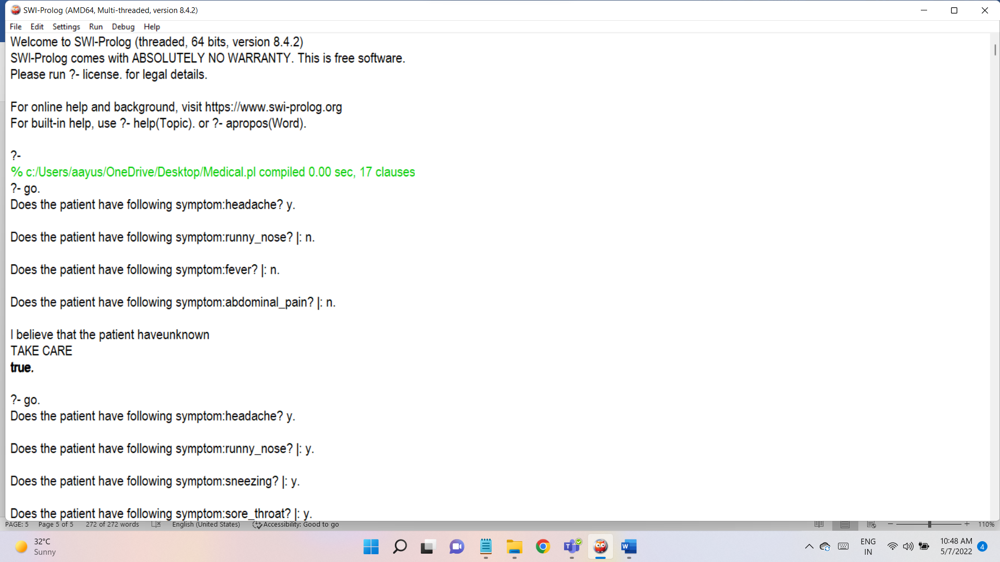 SWI-Prolog (AMD64, Multi-threaded, version 8.4.2)
File Edit Settings Run Debug Help
Welcome to SWI-Prolog (threaded, 64 bits, version 8.4.2)
SWI-Prolog comes with ABSOLUTELY NO WARRANTY. This is free software.
Please run ?- license. for legal details.
For online help and background, visit https://www.swi-prolog.org
For built-in help, use ?- help(Topic). or ?- apropos(Word).
?-
% c:/Users/aayus/OneDrive/Desktop/Medical.pl compiled 0.00 sec, 17 clauses
?- go.
Does the patient have following symptom:headache? y.
Does the patient have following symptom:runny_nose? |: n.
Does the patient have following symptom:fever? |: n.
Does the patient have following symptom:abdominal_pain? |: n.
I believe that the patient haveunknown
TAKE CARE
true.
?- go.
Does the patient have following symptom:headache? y.
Does the patient have following symptom:runny_nose? |: y.
Does the patient have following symptom:sneezing? |: y.
Does the patient have following symptom:sore_throat? |: y.
PAGE: 5 Page 5 of 5 272 of 272 words English (United States) Accessibility: Good to go 110%
32°C
Sunny
ENG
IN
10:48 AM
5/7/2022
4